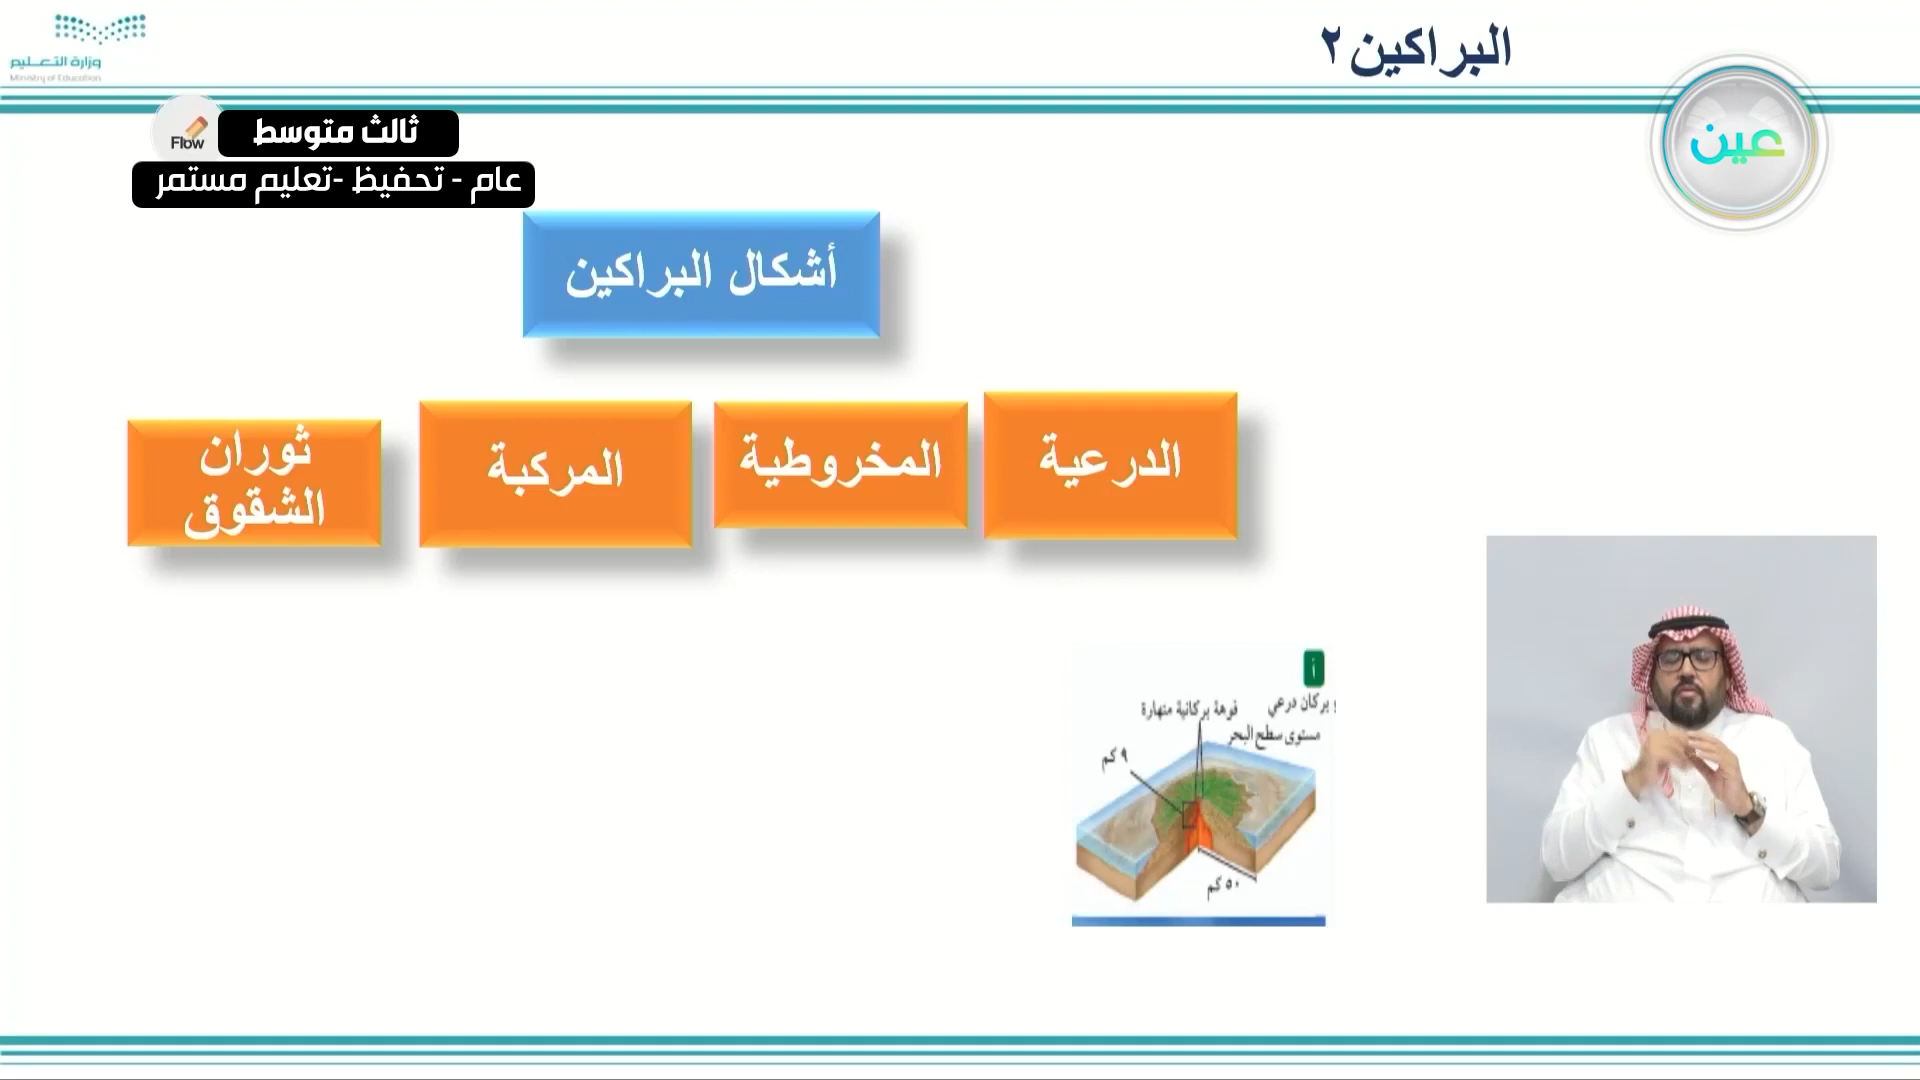 البراكين ٢
وزارة التعليم
Ministry of Education
عين
Flow
ثالث متوسط
عام - تحفيظ -تعليم مستمر
أشكال البراكين
الدرعية
المخروطية
المركبة
ثوران
الشقوق
أ
بركان درعي
فوهة بركانية منهارة
مستوى سطح البحر
٩ كم
٥٠ كم